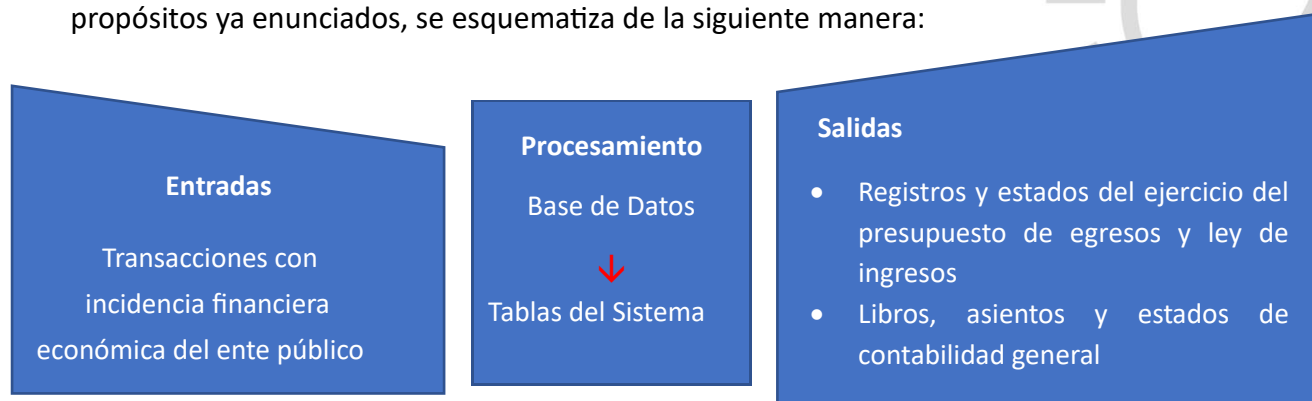 propósitos ya enunciados, se esquematiza de la siguiente manera:
Entradas
Transacciones con
incidencia financiera
económica del ente público
Procesamiento
Base de Datos
↓
Tablas del Sistema
Salidas
• Registros y estados del ejercicio del
presupuesto de egresos y ley de
ingresos
• Libros, asientos y estados de
contabilidad general